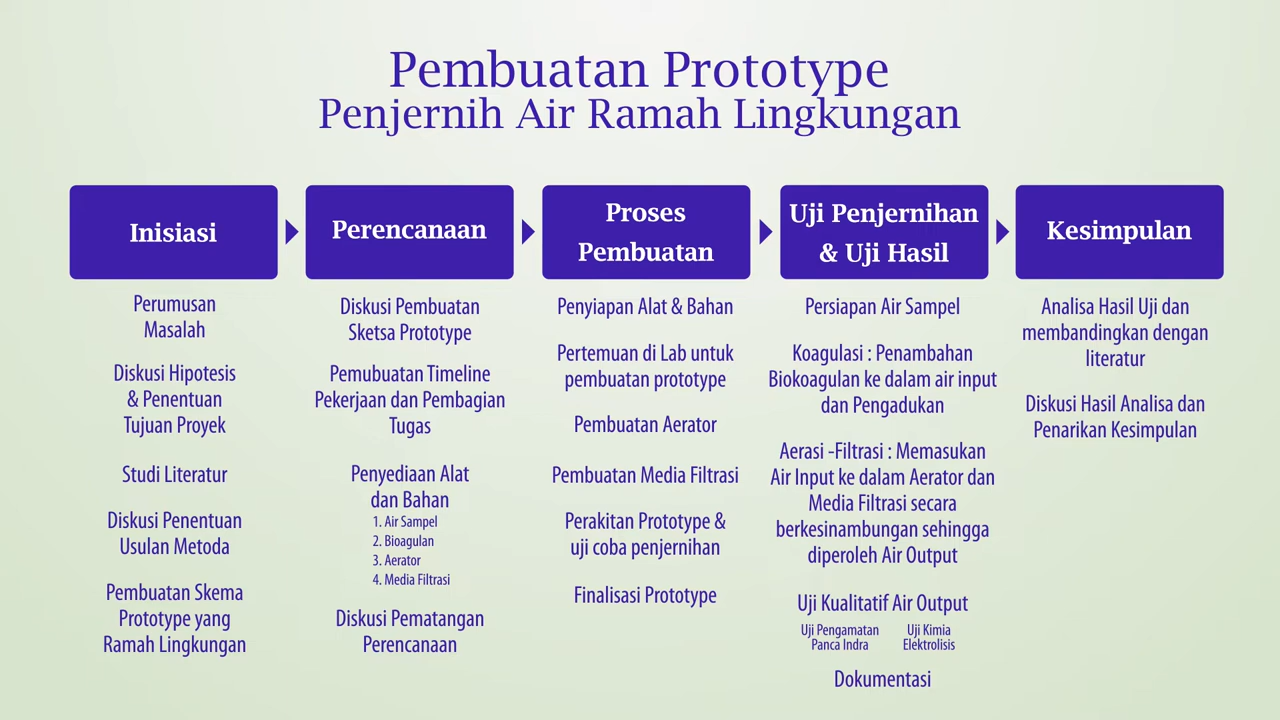 Pembuatan Prototype
Penjernih Air Ramah Lingkungan
Inisiasi
Perumusan
Masalah
Diskusi Hipotesis
& Penentuan
Tujuan Proyek
Studi Literatur
Diskusi Penentuan
Usulan Metoda
Pembuatan Skema
Prototype yang
Ramah Lingkungan
Perencanaan
Diskusi Pembuatan
Sketsa Prototype
Pemubuatan Timeline
Pekerjaan dan Pembagian
Tugas
Penyediaan Alat
dan Bahan
1. Air Sampel
2. Bioagulan
3. Aerator
4. Media Filtrasi
Diskusi Pematangan
Perencanaan
Proses
Pembuatan
Penyiapan Alat & Bahan
Pertemuan di Lab untuk
pembuatan prototype
Pembuatan Aerator
Pembuatan Media Filtrasi
Perakitan Prototype &
uji coba penjernihan
Finalisasi Prototype
Uji Penjernihan
& Uji Hasil
Persiapan Air Sampel
Koagulasi : Penambahan
Biokoagulan ke dalam air input
dan Pengadukan
Aerasi -Filtrasi : Memasukan
Air Input ke dalam Aerator dan
Media Filtrasi secara
berkesinambungan sehingga
diperoleh Air Output
Uji Kualitatif Air Output
Uji Pengamatan
Panca Indra
Uji Kimia
Elektrolisis
Dokumentasi
Kesimpulan
Analisa Hasil Uji dan
membandingkan dengan
literatur
Diskusi Hasil Analisa dan
Penarikan Kesimpulan